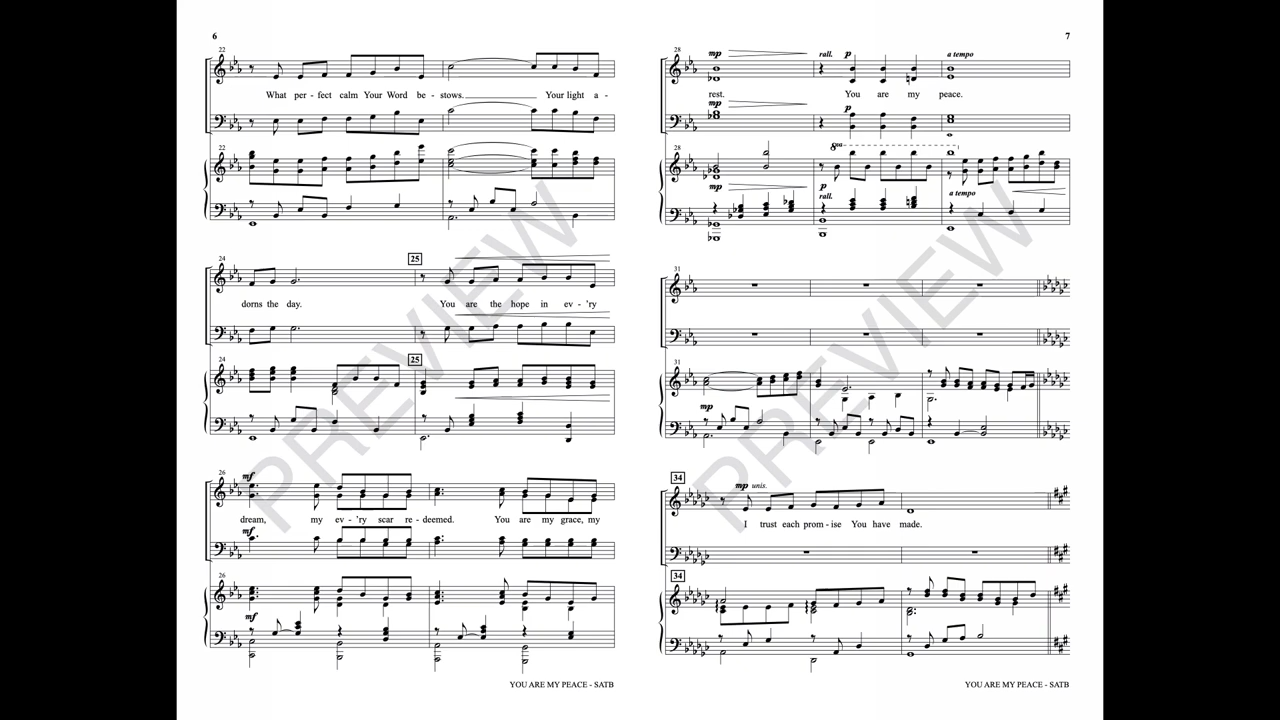 6
22
What per - fect calm Your Word be - stows. Your light a -
22
24
25
dorns the day. You are the hope in ev - 'ry
24
25
26
mf
dream, my ev - 'ry scar re - deemed. You are my grace, my
mf
26
mf
YOU ARE MY PEACE - SATB
7
28
mp rall. p a tempo
rest. You are my peace.
mp p
28
8va
mp p
rall. a tempo
31
31
mp
34
mp unis.
I trust each prom - ise You have made.
34
YOU ARE MY PEACE - SATB
PREVIEW
PREVIEW